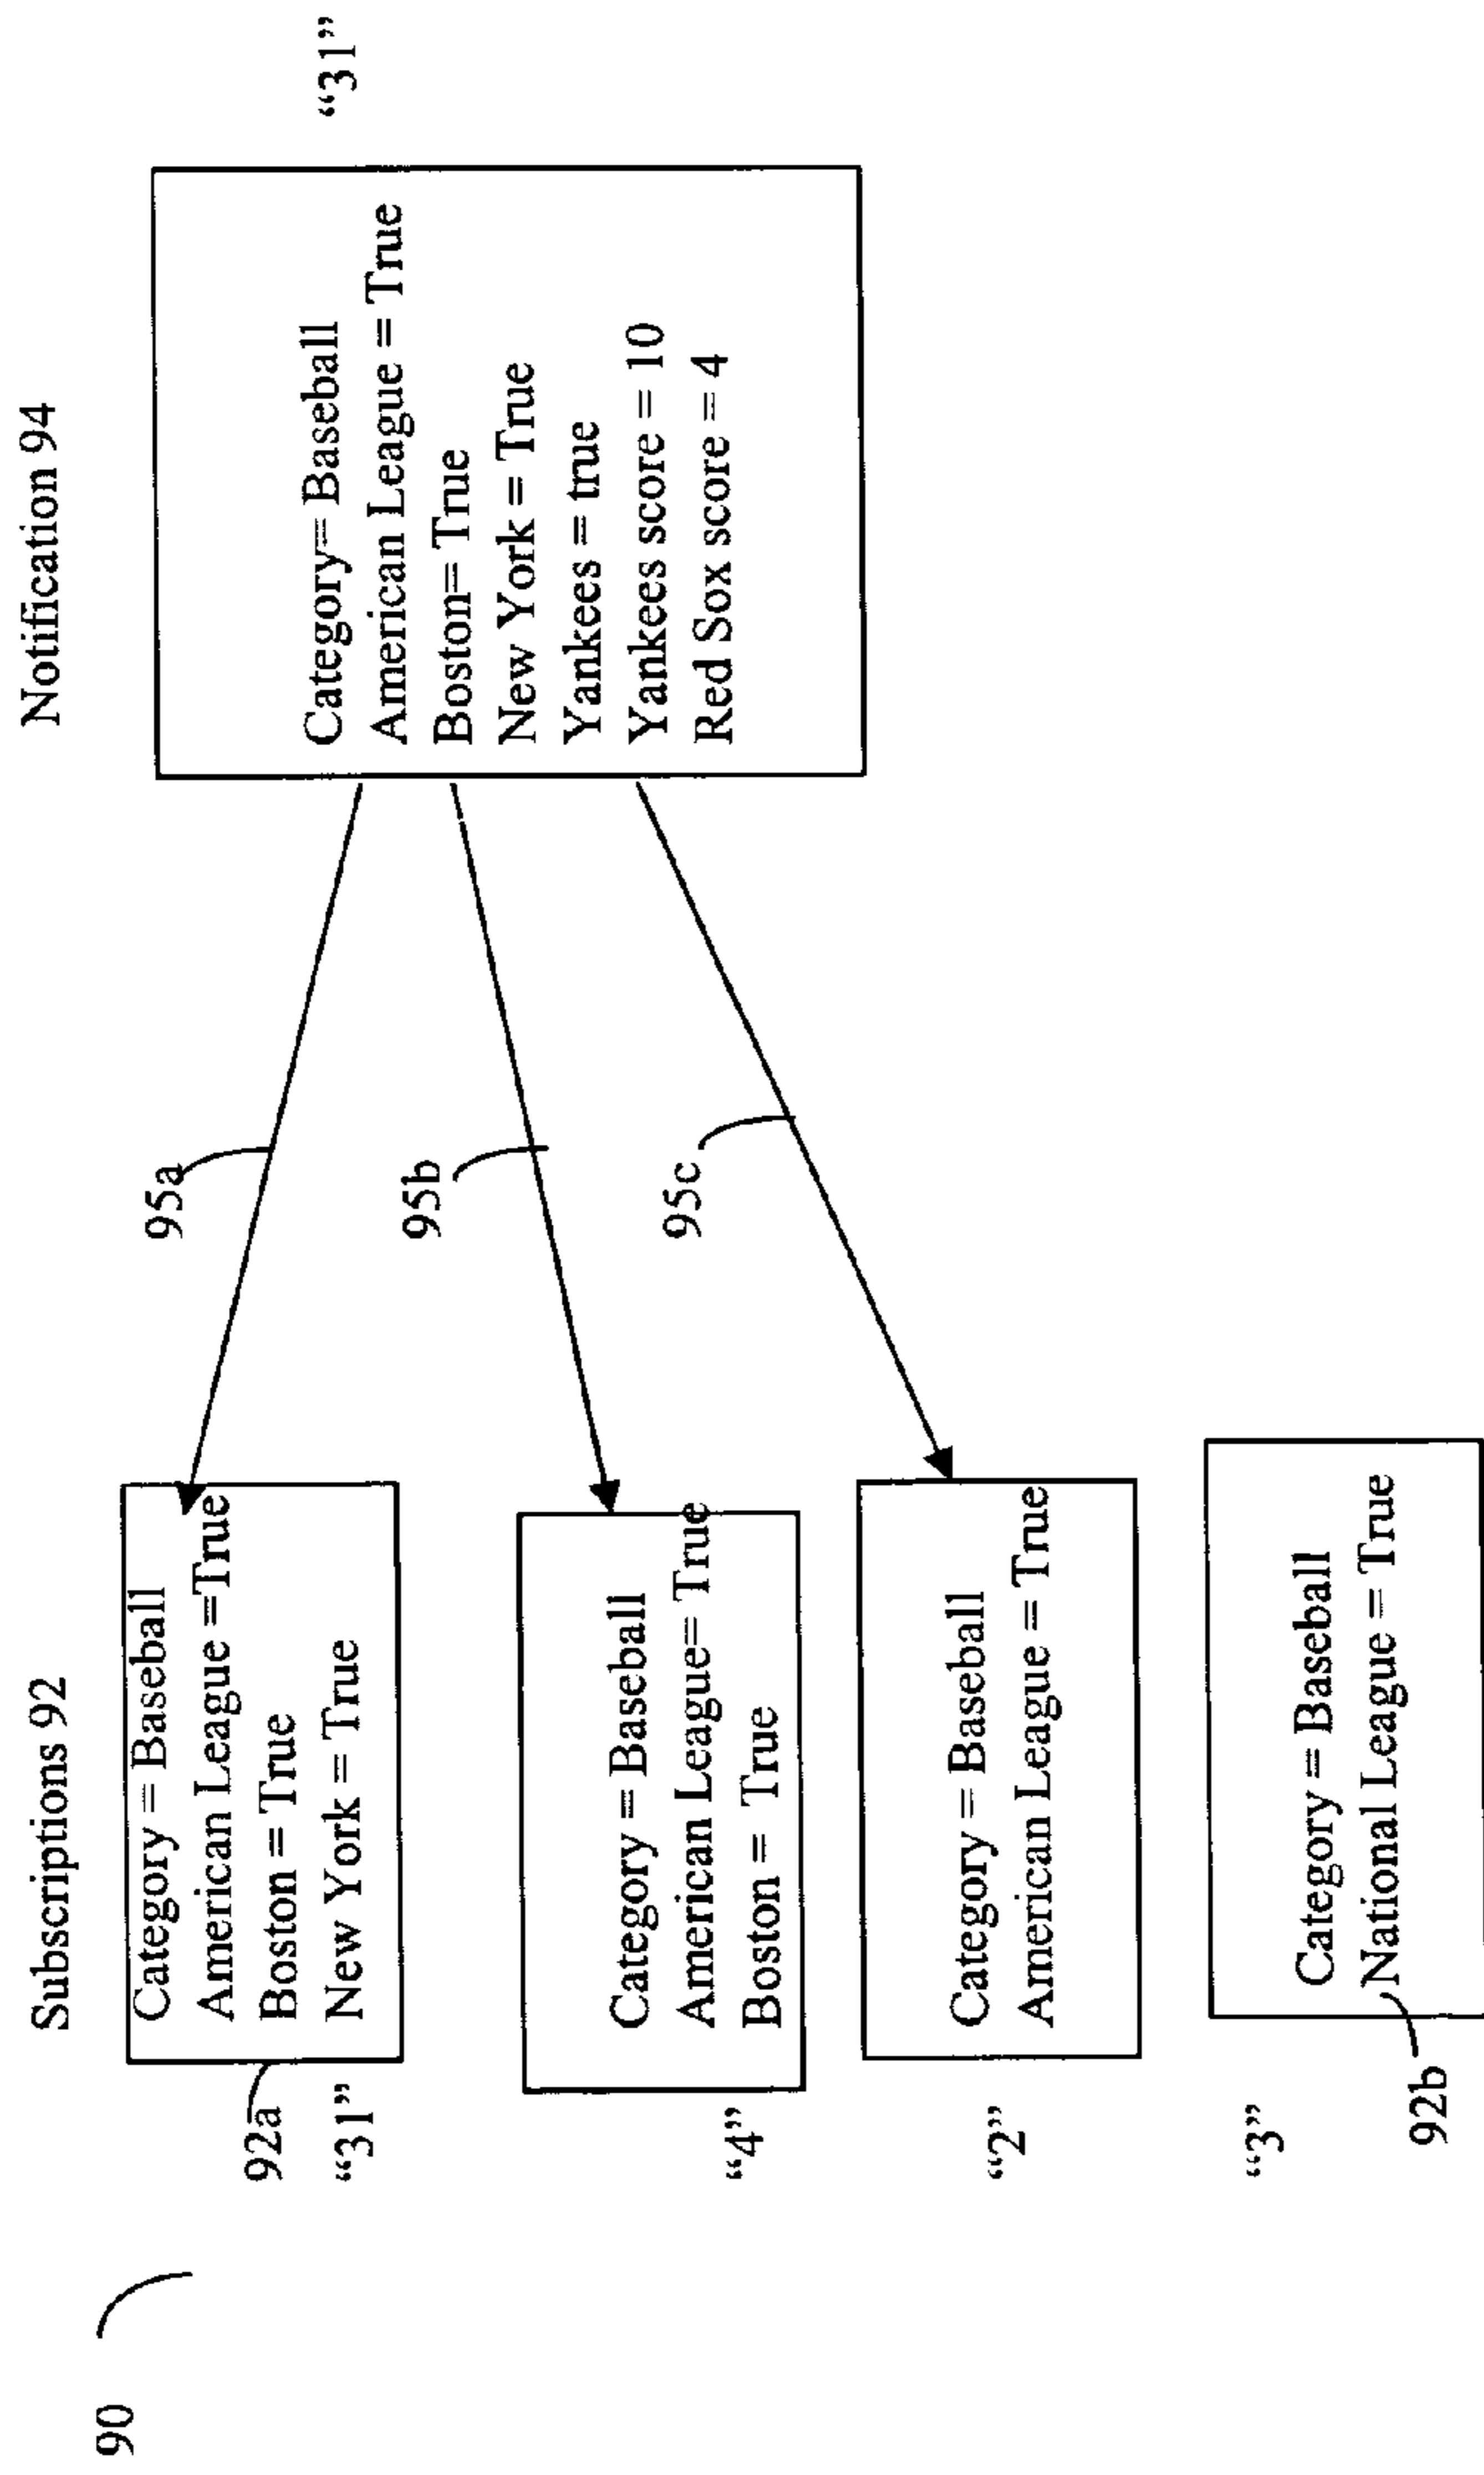 90
Subscriptions 92
Notification 94
Category = Baseball
American League =True
Boston = True
New York = True
92a
“31”
95a
Category= Baseball
American League = True
Boston= True
New York = True
Yankees = true
Yankees score = 10
Red Sox score = 4
“31”
Category = Baseball
American League= True
Boston = True
“4”
95b
Category = Baseball
American League = True
“2”
95c
Category = Baseball
National League = True
“3”
92b